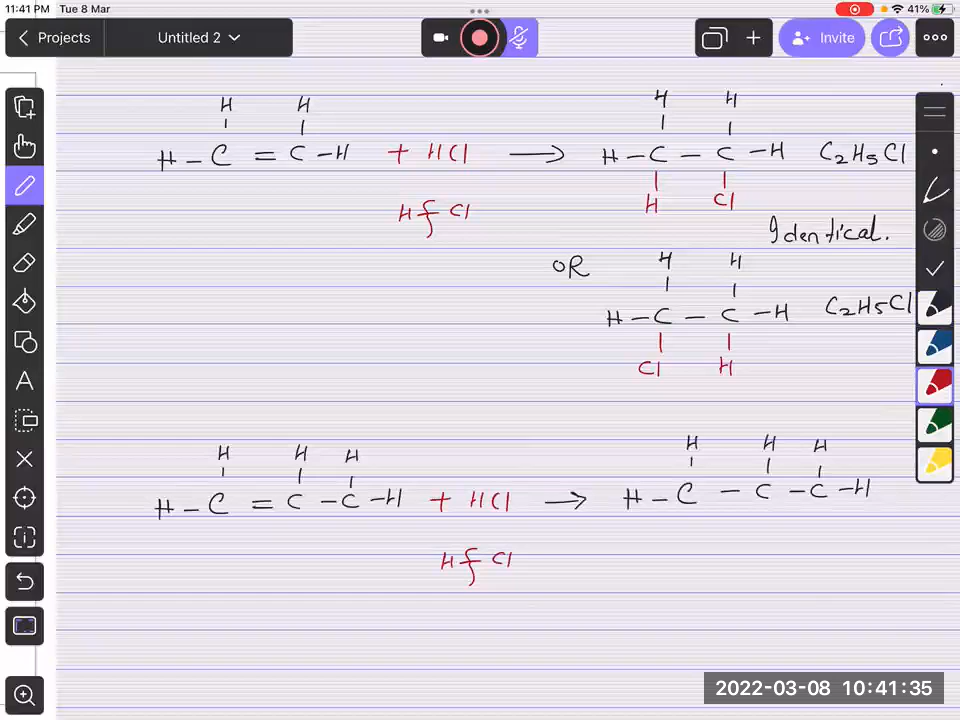 11:41 PM Tue 8 Mar 41%
Projects Untitled 2 Invite
H H H H
H - C = C - H + HCl → H - C - C - H C2H5Cl
H Cl H Cl
Identical.
OR H H
H - C - C - H C2H5Cl
Cl H
A
H H H H H H
H - C = C - C - H + HCl → H - C - C - C - H
H Cl
2022-03-08 10:41:35